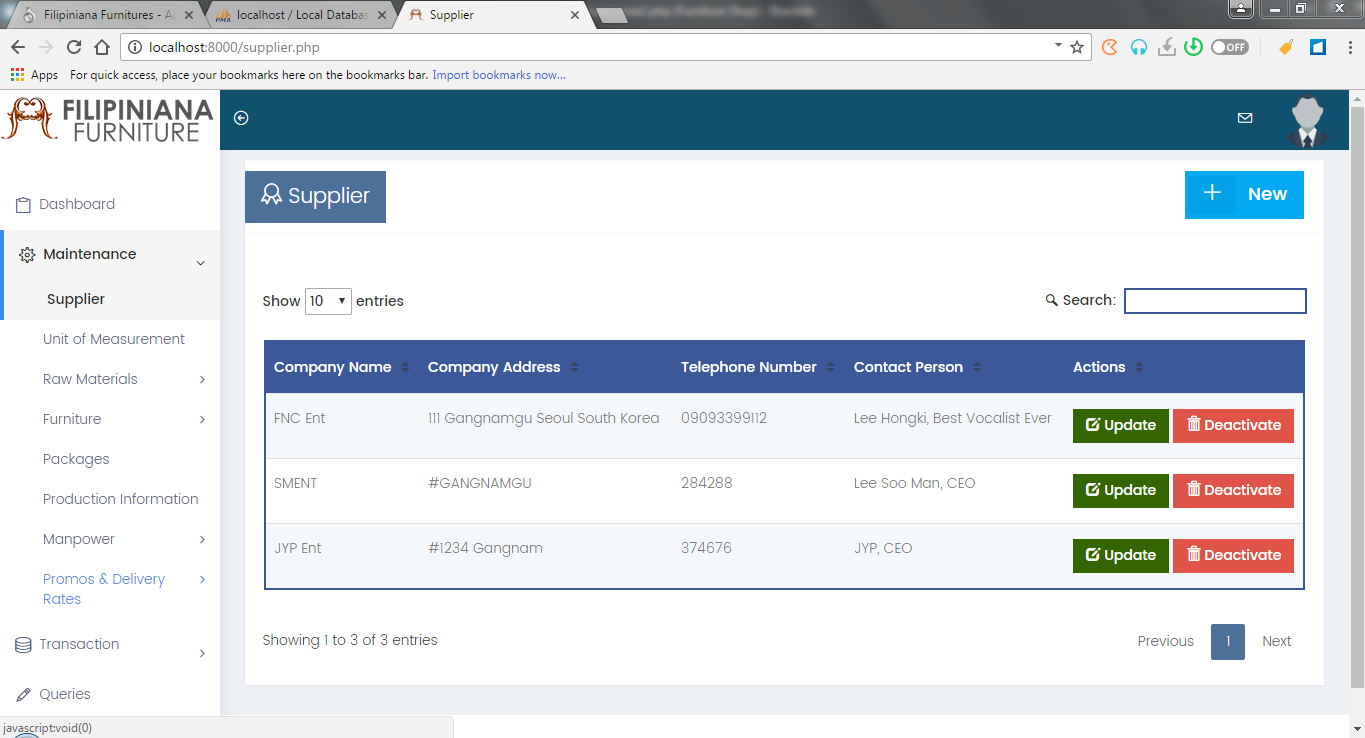 Filipiniana Furnitures - Ac
localhost / Local Databas
Supplier
localhost:8000/supplier.php
OFF
Apps For quick access, place your bookmarks here on the bookmarks bar. Import bookmarks now...
FILIPINIANA
FURNITURE
Dashboard
Maintenance
Supplier
Unit of Measurement
Raw Materials
Furniture
Packages
Production Information
Manpower
Promos & Delivery
Rates
Transaction
Queries
javascript:void(0)
Supplier
New
Show 10 entries
Search:
Company Name Company Address Telephone Number Contact Person Actions
FNC Ent 111 Gangnamgu Seoul South Korea 09093399112 Lee Hongki, Best Vocalist Ever Update Deactivate
SMENT #GANGNAMGU 284288 Lee Soo Man, CEO Update Deactivate
JYP Ent #1234 Gangnam 374676 JYP, CEO Update Deactivate
Showing 1 to 3 of 3 entries
Previous 1 Next